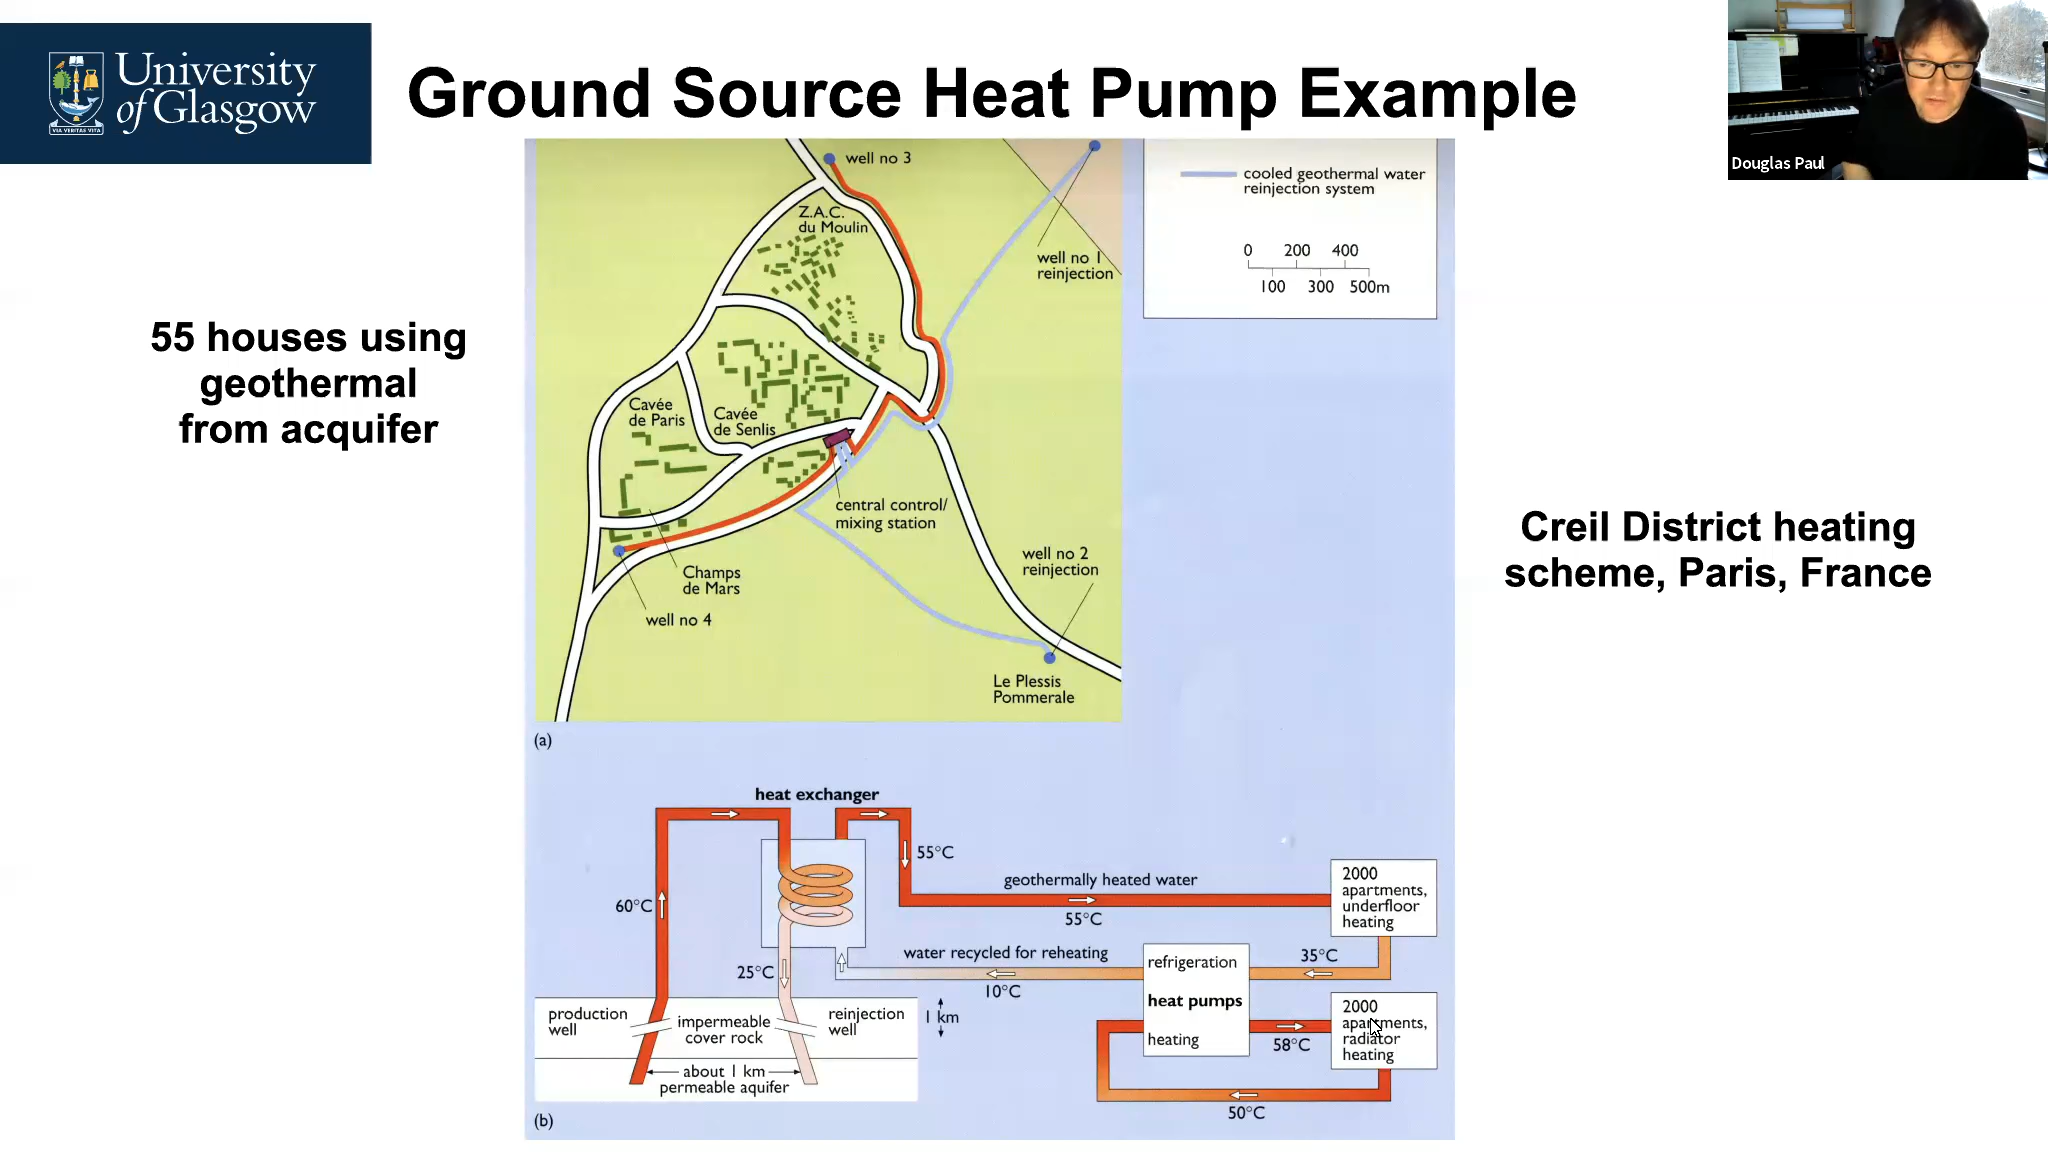 University
of Glasgow
VIA VERITAS VITA
Ground Source Heat Pump Example
Douglas Paul
55 houses using
geothermal
from acquifer
Creil District heating
scheme, Paris, France
well no 3
Z.A.C.
du Moulin
well no 1
reinjection
cooled geothermal water
reinjection system
0 200 400
100 300 500m
Cavée
de Paris
Cavée
de Senlis
central control/
mixing station
Champs
de Mars
well no 4
well no 2
reinjection
Le Plessis
Pommerale
(a)
heat exchanger
60°C
55°C
geothermally heated water
55°C
2000
apartments,
underfloor
heating
water recycled for reheating
10°C
25°C
35°C
refrigeration
heat pumps
heating
58°C
2000
apartments,
radiator
heating
50°C
production
well
impermeable
cover rock
reinjection
well
1 km
about 1 km
permeable aquifer
(b)